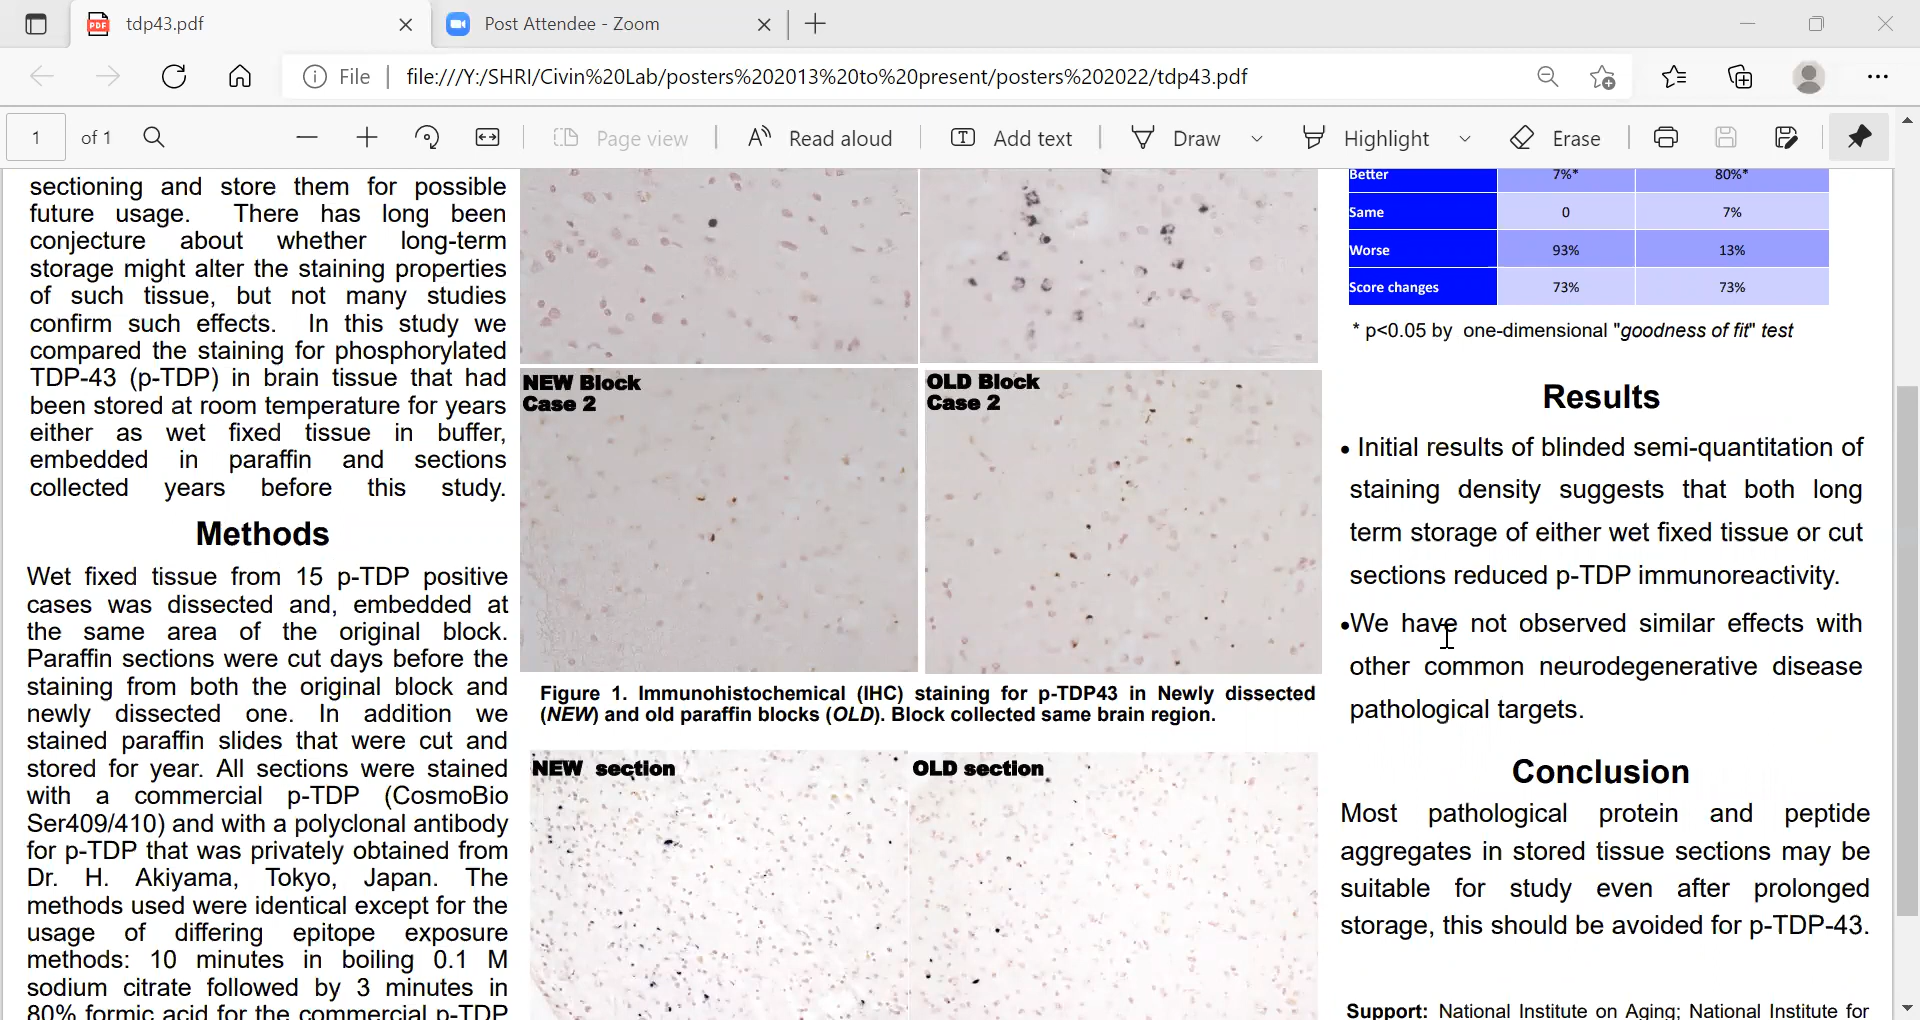 tdp43.pdf
Post Attendee - Zoom
File
file:///Y:/SHRI/Civin%20Lab/posters%202013%20to%20present/posters%202022/tdp43.pdf
1 of 1
Page view
Read aloud
Add text
Draw
Highlight
Erase
sectioning and store them for possible
future usage. There has long been
conjecture about whether long-term
storage might alter the staining properties
of such tissue, but not many studies
confirm such effects. In this study we
compared the staining for phosphorylated
TDP-43 (p-TDP) in brain tissue that had
been stored at room temperature for years
either as wet fixed tissue in buffer,
embedded in paraffin and sections
collected years before this study.
Methods
Wet fixed tissue from 15 p-TDP positive
cases was dissected and, embedded at
the same area of the original block.
Paraffin sections were cut days before the
staining from both the original block and
newly dissected one. In addition we
stained paraffin slides that were cut and
stored for year. All sections were stained
with a commercial p-TDP (CosmoBio
Ser409/410) and with a polyclonal antibody
for p-TDP that was privately obtained from
Dr. H. Akiyama, Tokyo, Japan. The
methods used were identical except for the
usage of differing epitope exposure
methods: 10 minutes in boiling 0.1 M
sodium citrate followed by 3 minutes in
80% formic acid for the commercial p-TDP
NEW Block
Case 2
OLD Block
Case 2
Figure 1. Immunohistochemical (IHC) staining for p-TDP43 in Newly dissected
(NEW) and old paraffin blocks (OLD). Block collected same brain region.
NEW section
OLD section
Better 7%* 80%*
Same 0 7%
Worse 93% 13%
Score changes 73% 73%
* p<0.05 by one-dimensional "goodness of fit" test
Results
• Initial results of blinded semi-quantitation of
staining density suggests that both long
term storage of either wet fixed tissue or cut
sections reduced p-TDP immunoreactivity.
•We have not observed similar effects with
other common neurodegenerative disease
pathological targets.
Conclusion
Most pathological protein and peptide
aggregates in stored tissue sections may be
suitable for study even after prolonged
storage, this should be avoided for p-TDP-43.
Support: National Institute on Aging; National Institute for